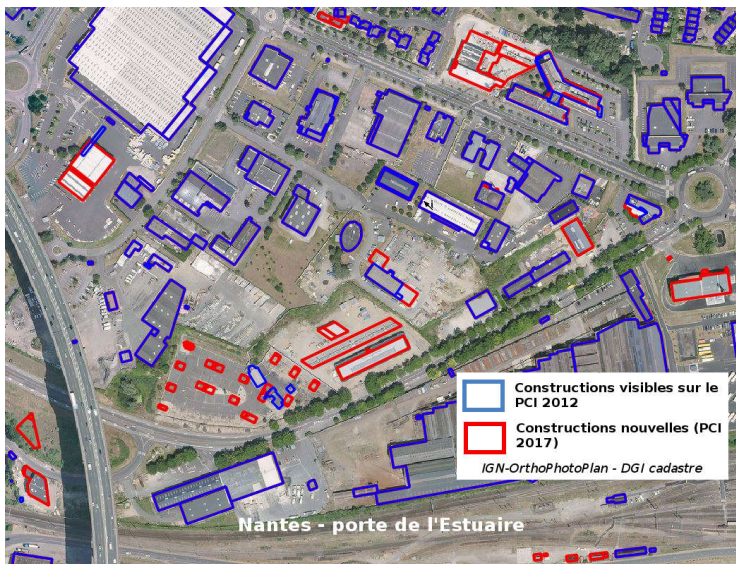 Constructions visibles sur le
PCI 2012
Constructions nouvelles (PCI
2017)
IGN-OrthoPhotoPlan - DGI cadastre
Nantes - porte de l'Estuaire